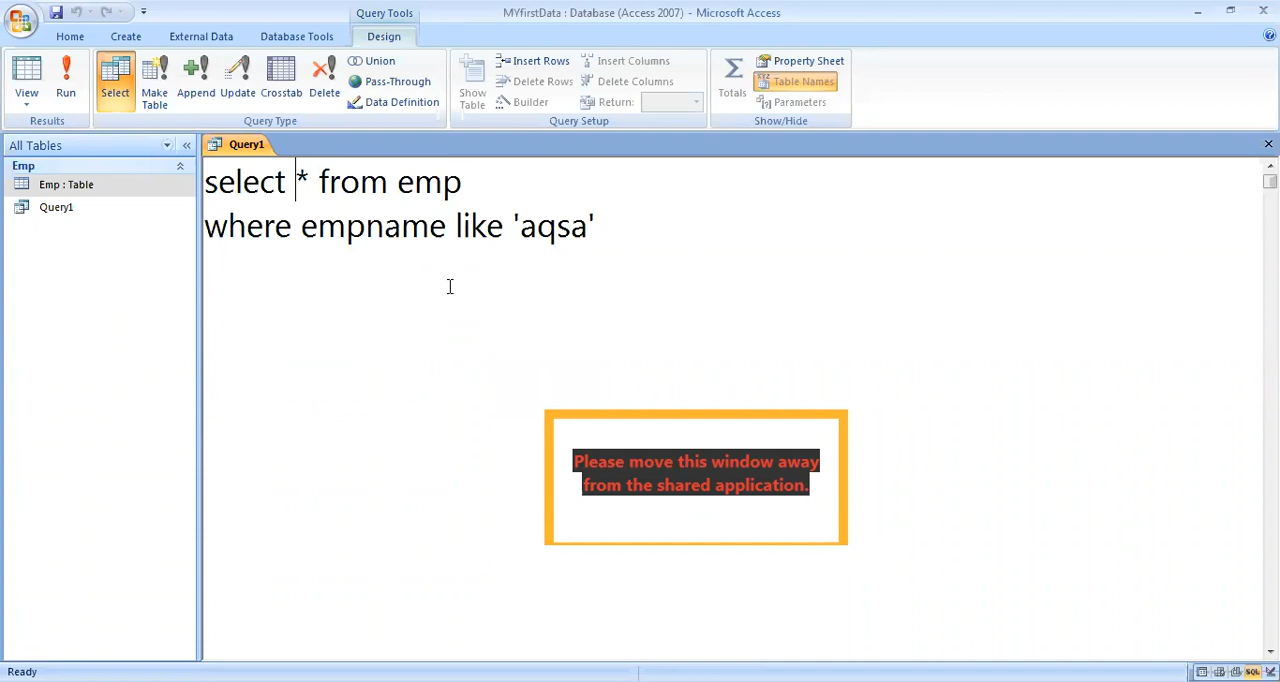 Query Tools
MYfirstData : Database (Access 2007) - Microsoft Access
Home
Create
External Data
Database Tools
Design
View
Run
Select
Make
Table
Append
Update
Crosstab
Delete
Union
Pass-Through
Data Definition
Show
Table
Insert Rows
Delete Rows
Builder
Insert Columns
Delete Columns
Return:
Totals
Property Sheet
Table Names
Parameters
Results
Query Type
Query Setup
Show/Hide
All Tables
Query1
Emp
Emp : Table
Query1
select * from emp
where empname like 'aqsa'
Please move this window away
from the shared application.
Ready
SQL